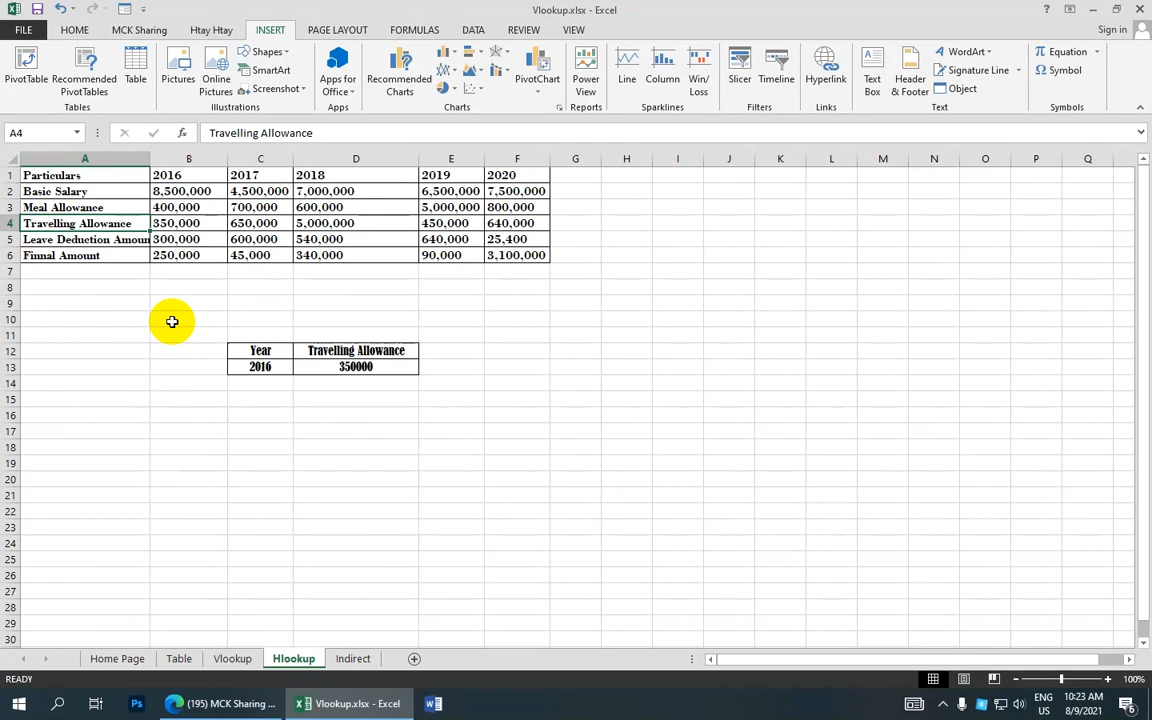 Vlookup.xlsx - Excel
Sign in
FILE HOME MCK Sharing Htay Htay INSERT PAGE LAYOUT FORMULAS DATA REVIEW VIEW
PivotTable Recommended PivotTables Table
Tables
Pictures Online Pictures Shapes SmartArt Screenshot
Illustrations
Apps for Office
Apps
Recommended Charts PivotChart
Charts
Power View
Reports
Line Column Win/ Loss
Sparklines
Slicer Timeline
Filters
Hyperlink
Links
Text Box Header & Footer WordArt Signature Line Object
Text
Equation Symbol
Symbols
A4 fx Travelling Allowance
A B C D E F G H I J K L M N O P Q
1 Particulars 2016 2017 2018 2019 2020
2 Basic Salary 8,500,000 4,500,000 7,000,000 6,500,000 7,500,000
3 Meal Allowance 400,000 700,000 600,000 5,000,000 800,000
4 Travelling Allowance 350,000 650,000 5,000,000 450,000 640,000
5 Leave Deduction Amoun 300,000 600,000 540,000 640,000 25,400
6 Finnal Amount 250,000 45,000 340,000 90,000 3,100,000
7
8
9
10
11
12 Year Travelling Allowance
13 2016 350000
14
15
16
17
18
19
20
21
22
23
24
25
26
27
28
29
30
Home Page Table Vlookup Hlookup Indirect
READY 100%
Ps (195) MCK Sharing ... Vlookup.xlsx - Excel
ENG US
10:23 AM
8/9/2021
6